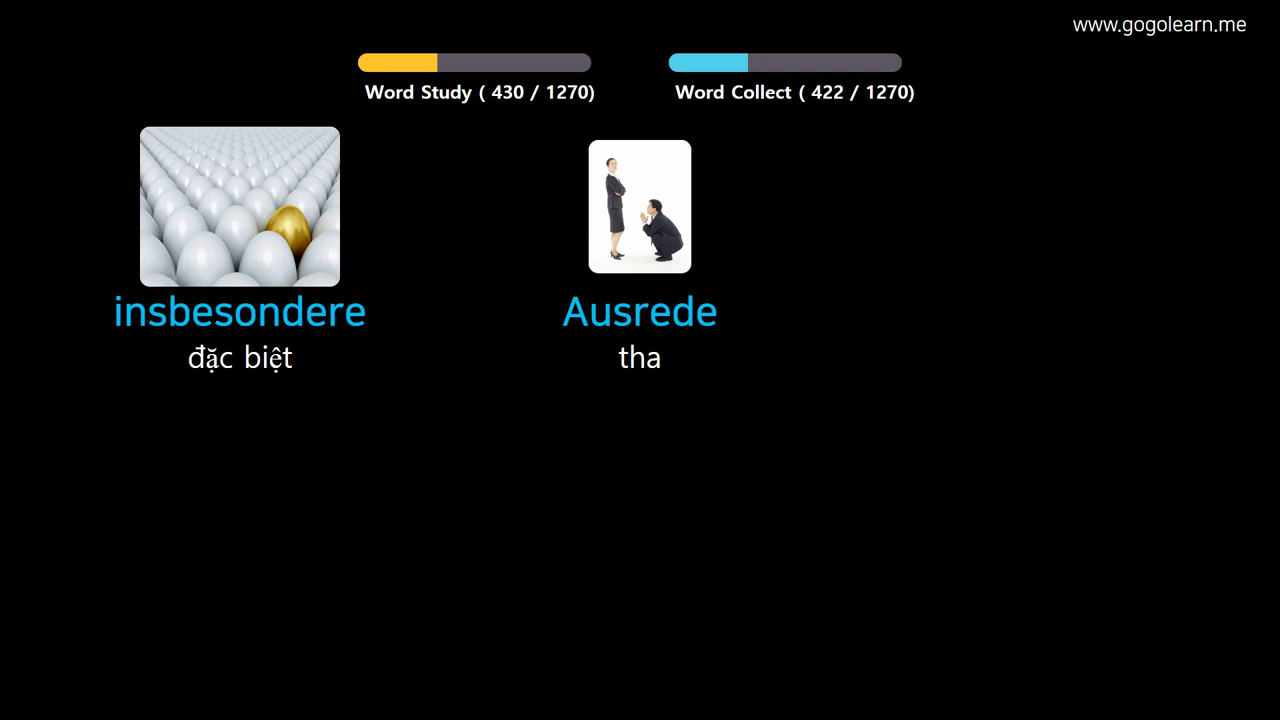 www.gogolearn.me
Word Study ( 430 / 1270)
Word Collect ( 422 / 1270)
insbesondere
đặc biệt
Ausrede
tha